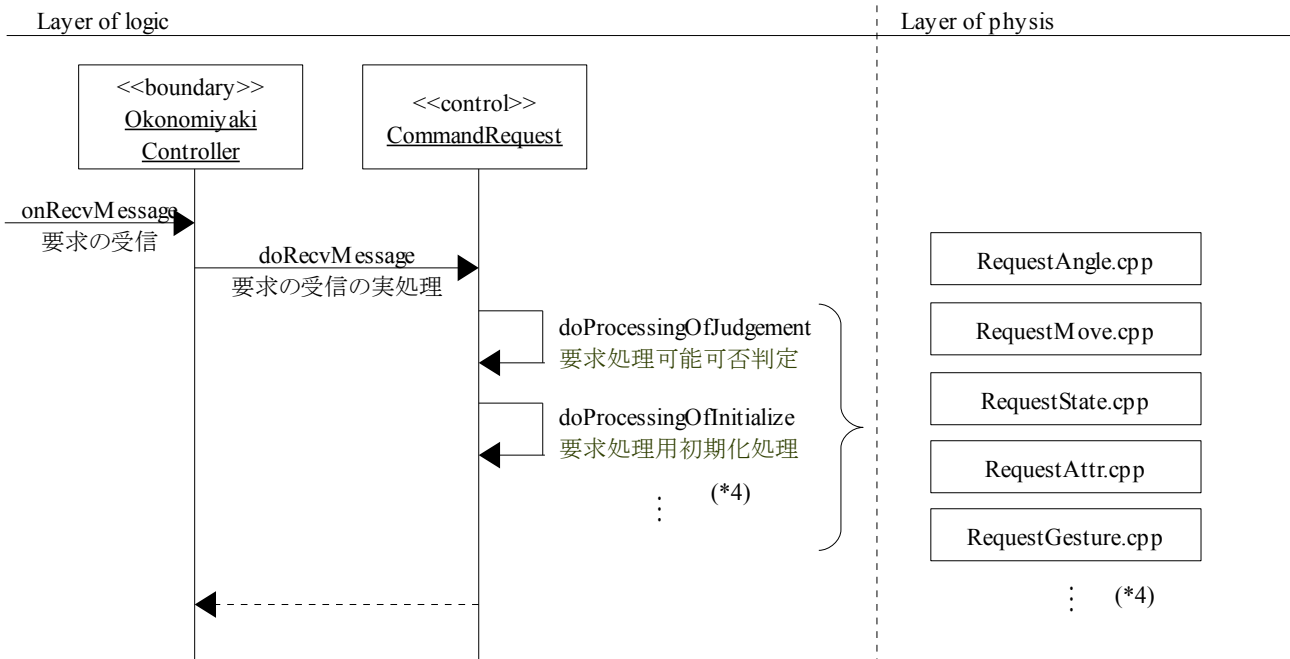 Layer of logic
Layer of physis
<<boundary>>
Okonomiyaki
Controller
<<control>>
CommandRequest
onRecvMessage
要求の受信
doRecvMessage
要求の受信の実処理
doProcessingOfJudgement
要求処理可能可否判定
doProcessingOfInitialize
要求処理用初期化処理
⋮ (*4)
RequestAngle.cpp
RequestMove.cpp
RequestState.cpp
RequestAttr.cpp
RequestGesture.cpp
⋮ (*4)